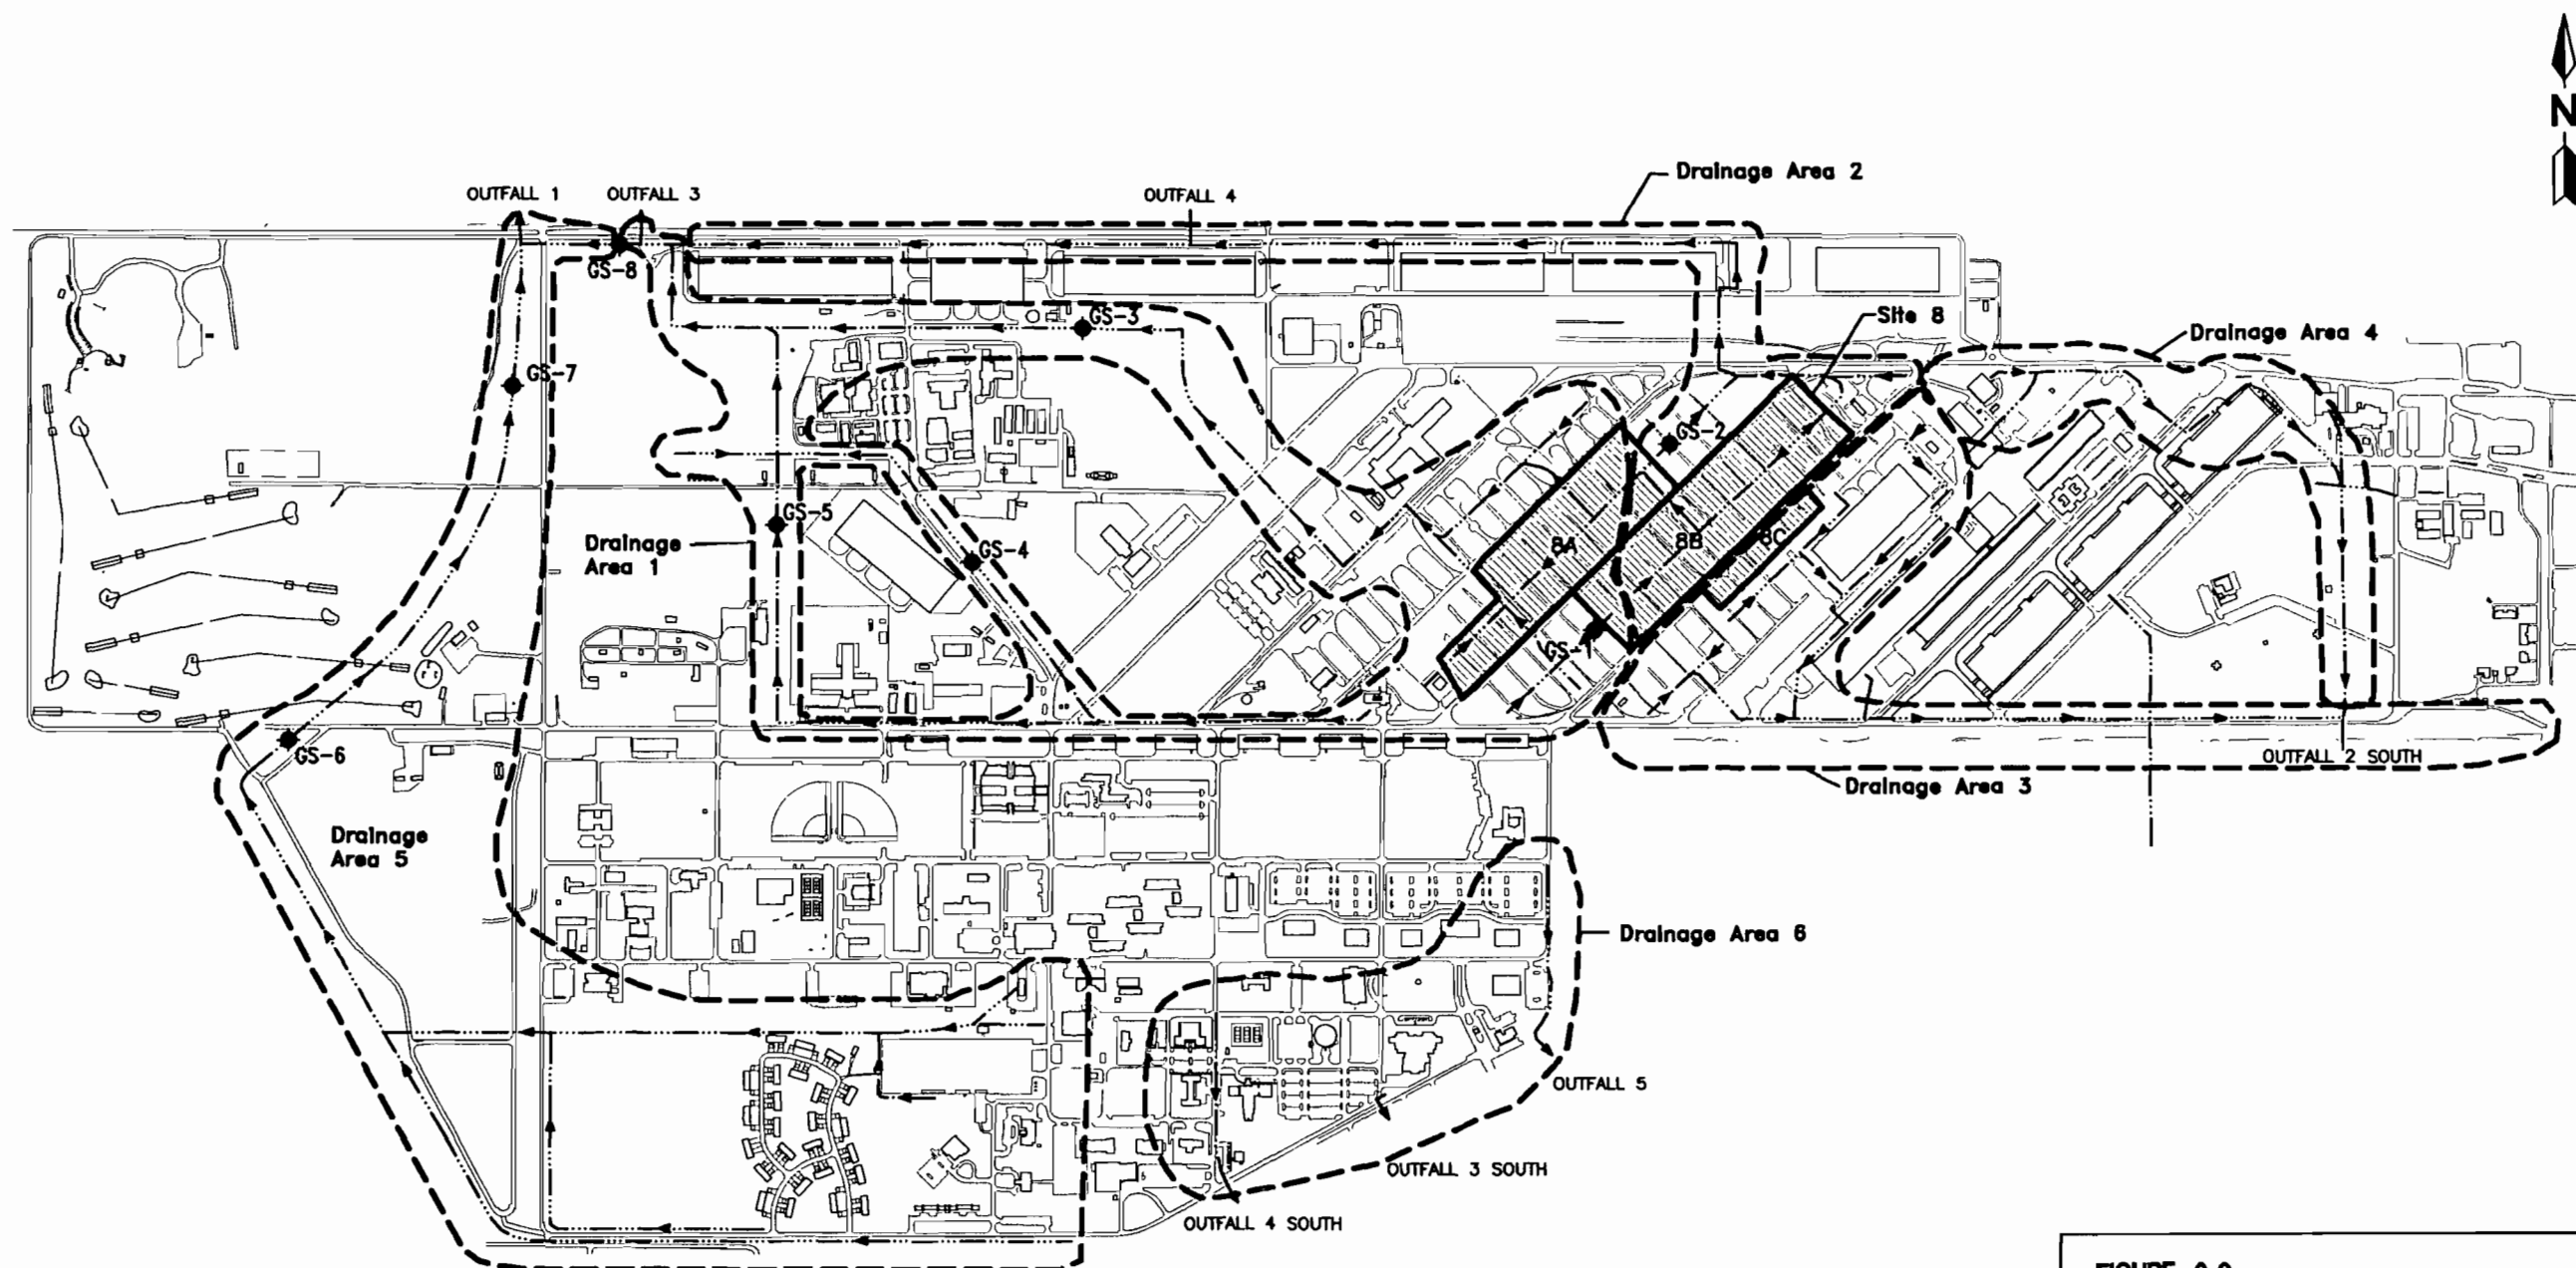 N
Drainage Area 2
OUTFALL 1
OUTFALL 3
OUTFALL 4
GS-8
GS-3
Site 8
Drainage Area 4
GS-7
GS-2
GS-5
GS-4
Drainage
Area 1
8A
8B
8C
GS-1
GS-6
OUTFALL 2 SOUTH
Drainage Area 3
Drainage
Area 5
Drainage Area 6
OUTFALL 5
OUTFALL 3 SOUTH
OUTFALL 4 SOUTH